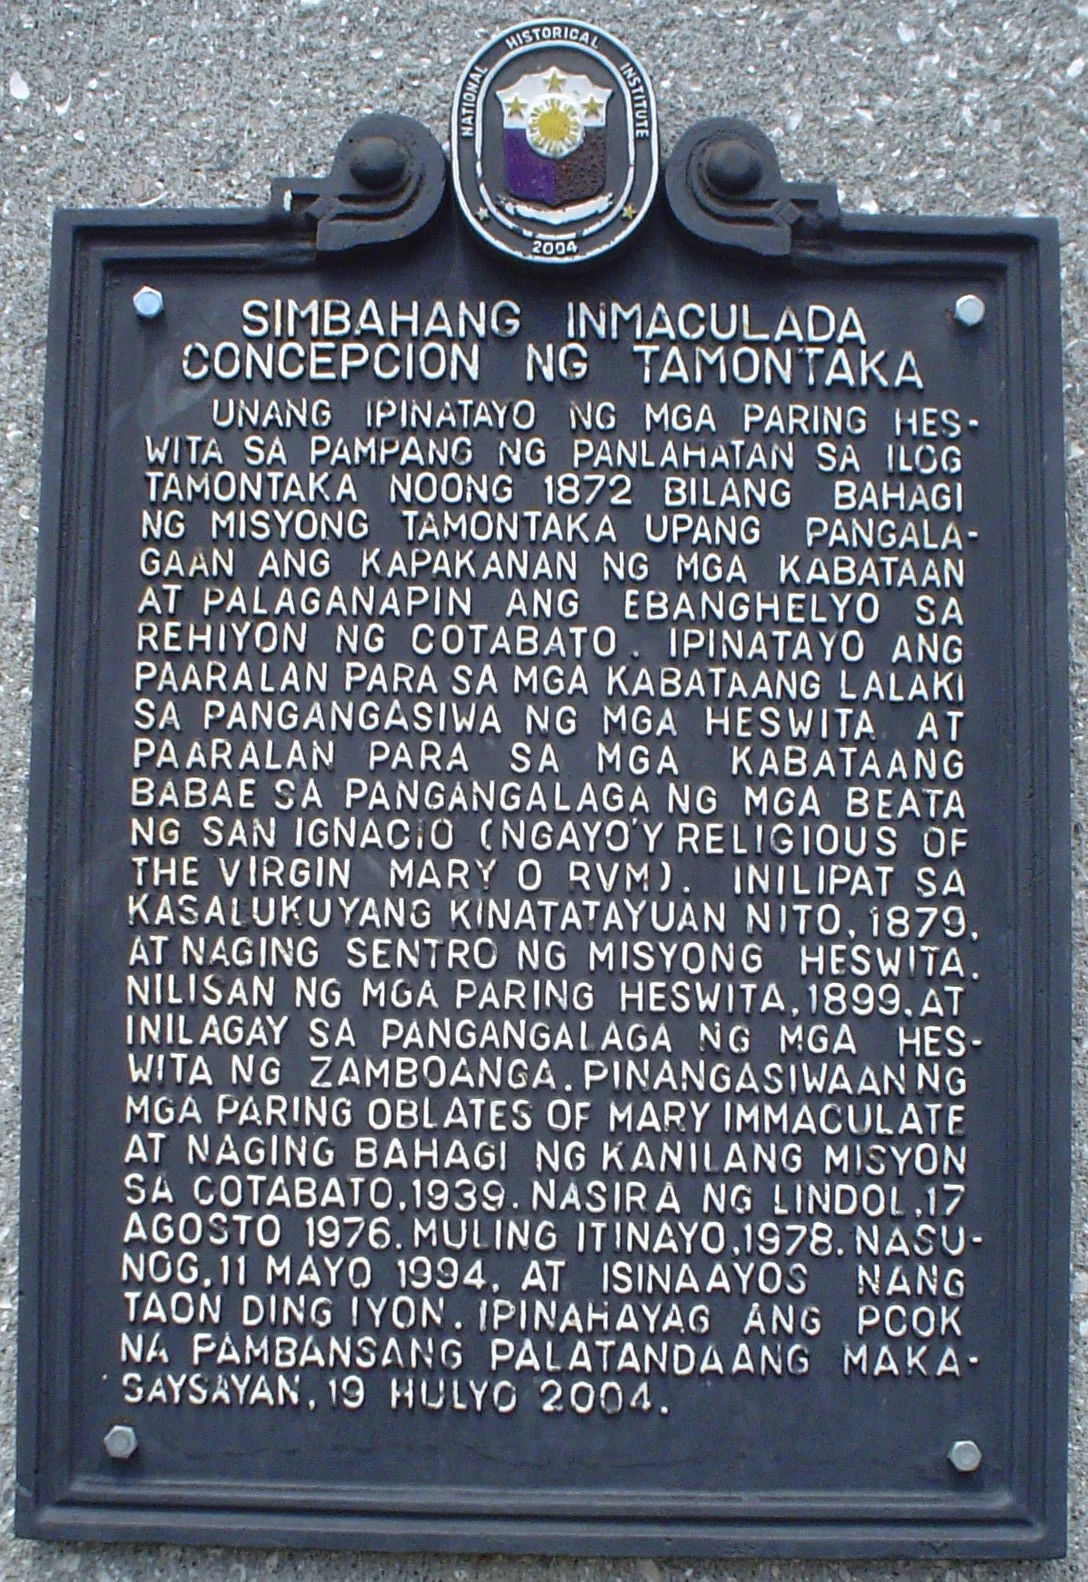 NATIONAL HISTORICAL INSTITUTE
2004
SIMBAHANG INMACULADA
CONCEPCION NG TAMONTAKA
UNANG IPINATAYO NG MGA PARING HES-
WITA SA PAMPANG NG PANLAHATAN SA ILOG
TAMONTAKA NOONG 1872 BILANG BAHAGI
NG MISYONG TAMONTAKA UPANG PANGALA-
GAAN ANG KAPAKANAN NG MGA KABATAAN
AT PALAGANAPIN ANG EBANGHELYO SA
REHIYON NG COTABATO. IPINATAYO ANG
PAARALAN PARA SA MGA KABATAANG LALAKI
SA PANGANGASIWA NG MGA HESWITA AT
PAARALAN PARA SA MGA KABATAANG
BABAE SA PANGANGALAGA NG MGA BEATA
NG SAN IGNACIO (NGAYO'Y RELIGIOUS OF
THE VIRGIN MARY O RVM). INILIPAT SA
KASALUKUYANG KINATATAYUAN NITO, 1879,
AT NAGING SENTRO NG MISYONG HESWITA.
NILISAN NG MGA PARING HESWITA, 1899, AT
INILAGAY SA PANGANGALAGA NG MGA HES-
WITA NG ZAMBOANGA. PINANGASIWAAN NG
MGA PARING OBLATES OF MARY IMMACULATE
AT NAGING BAHAGI NG KANILANG MISYON
SA COTABATO, 1939. NASIRA NG LINDOL, 17
AGOSTO 1976. MULING ITINAYO, 1978. NASU-
NOG, 11 MAYO 1994, AT ISINAAYOS NANG
TAON DING IYON. IPINAHAYAG ANG POOK
NA PAMBANSANG PALATANDAANG MAKA-
SAYSAYAN, 19 HULYO 2004.